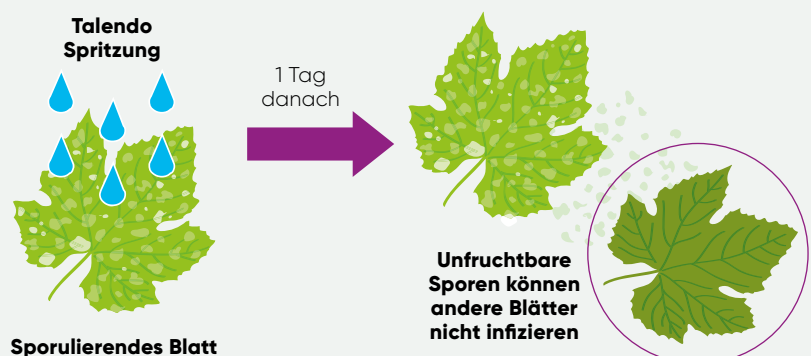 Talendo
Spritzung
1 Tag
danach
Sporulierendes Blatt
Unfruchtbare
Sporen können
andere Blätter
nicht infizieren